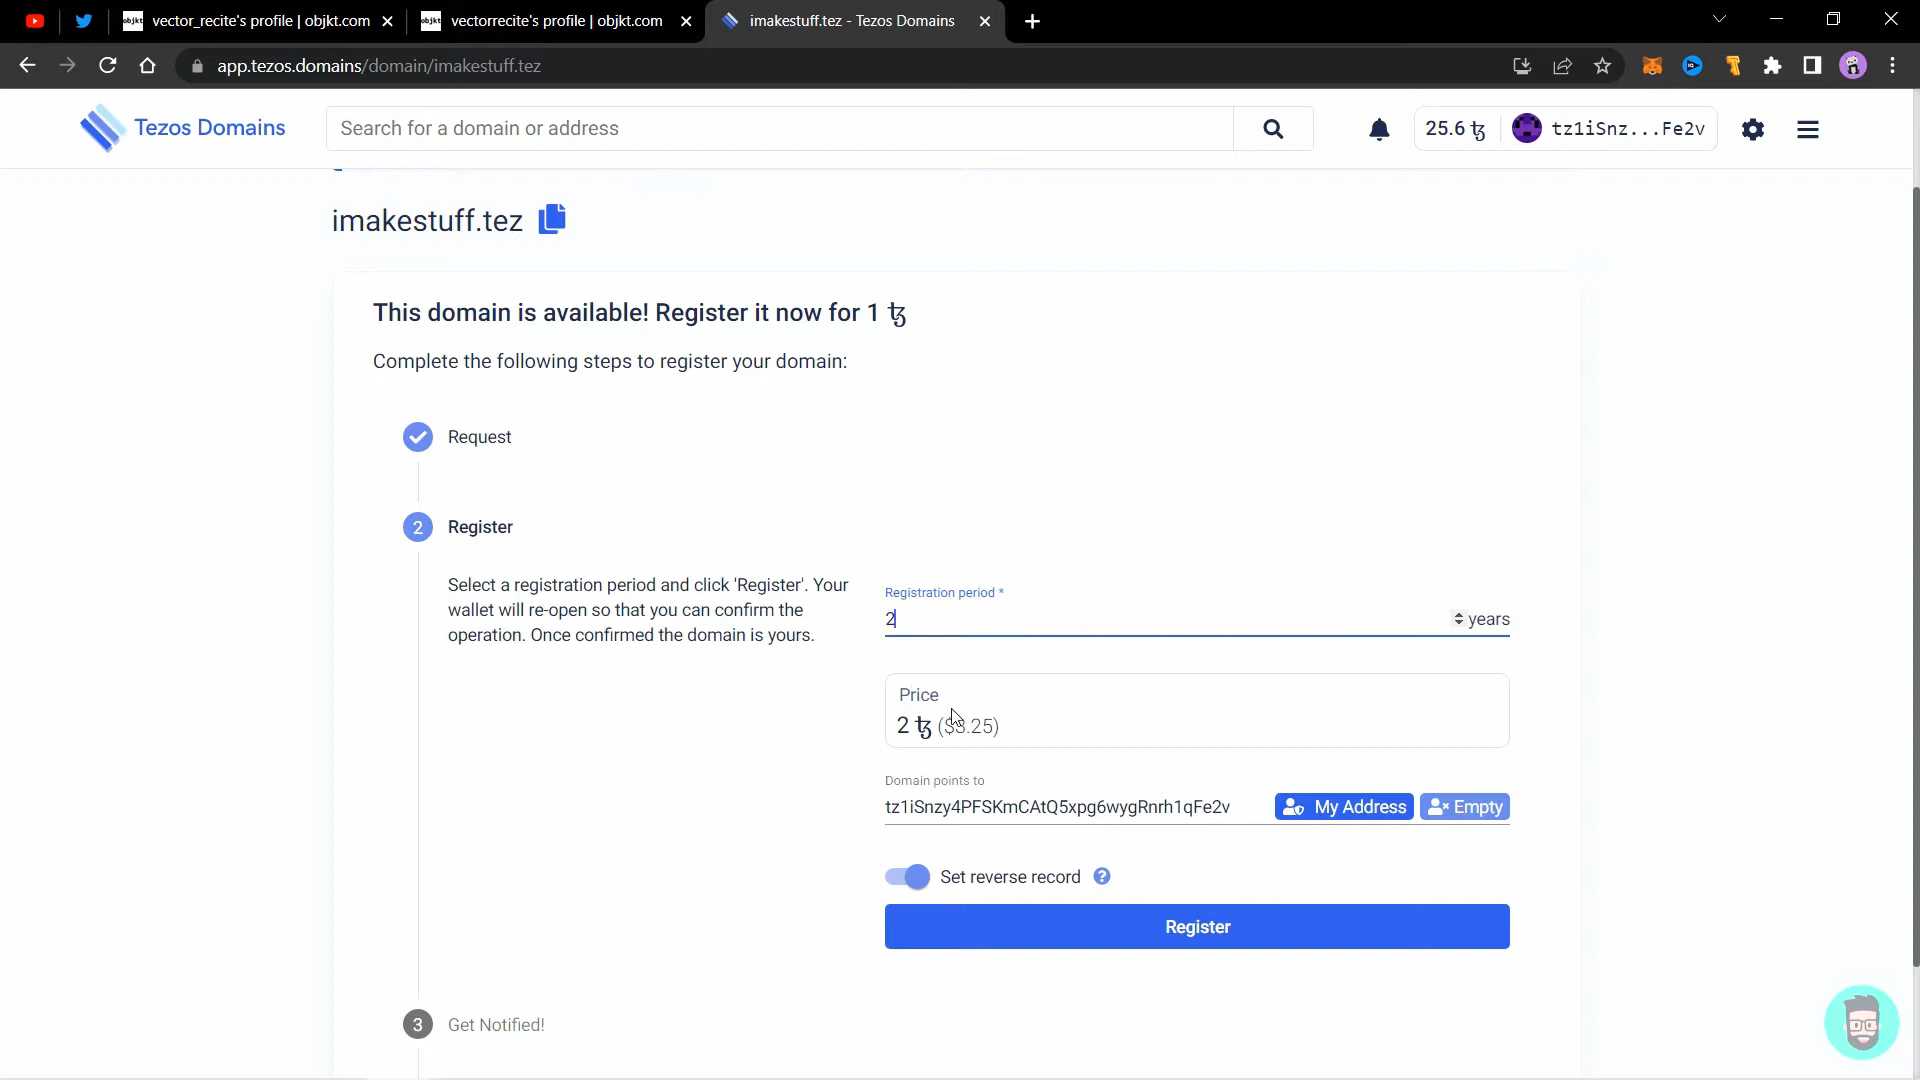 objkt vector_recite's profile | objkt.com
objkt vectorrecite's profile | objkt.com
imakestuff.tez - Tezos Domains
app.tezos.domains/domain/imakestuff.tez
Tezos Domains
Search for a domain or address
25.6 ꜩ
tz1iSnz...Fe2v
imakestuff.tez
This domain is available! Register it now for 1 ꜩ
Complete the following steps to register your domain:
Request
2 Register
Select a registration period and click 'Register'. Your
wallet will re-open so that you can confirm the
operation. Once confirmed the domain is yours.
Registration period *
2 years
Price
2 ꜩ ($3.25)
Domain points to
tz1iSnzy4PFSKmCAtQ5xpg6wygRnrh1qFe2v My Address Empty
Set reverse record ?
Register
3 Get Notified!